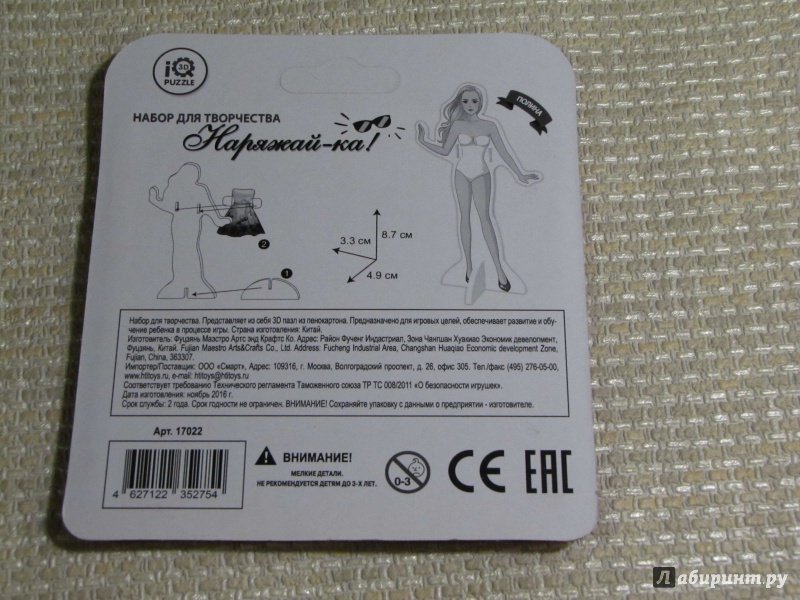 iQ 3D
PUZZLE
НАБОР ДЛЯ ТВОРЧЕСТВА
Наряжай-ка!
ПОЛИНА
2
1
8.7 см
3.3 см
4.9 см
Набор для творчества. Представляет из себя 3D пазл из пенокартона. Предназначено для игровых целей, обеспечивает развитие и обу-
чение ребенка в процессе игры. Страна изготовления: Китай.
Изготовитель: Фудзянь Маэстро Артс энд Крафтс Ко. Адрес: Район Фученг Индастриал, Зона Чангшан Хуакиао Экономик девелопмент,
Фуцзянь, Китай. Fujian Maestro Arts&Crafts Co., Ltd. Address: Fucheng Industrial Area, Changshan Huaqiao Economic development Zone,
Fujian, China, 363307.
Импортер/Поставщик: ООО «Смарт», Адрес: 109316, г. Москва, Волгоградский проспект, д. 26, офис 305. Тел./факс (495) 276-05-00,
www.htitoys.ru, e-mail: hti@htitoys.ru
Соответствует требованию Технического регламента Таможенного союза ТР ТС 008/2011 «О безопасности игрушек».
Дата изготовления: ноябрь 2016 г.
Срок службы: 2 года. Срок годности не ограничен. ВНИМАНИЕ! Сохраняйте упаковку с данными о предприятии - изготовителе.
Арт. 17022
4 627122 352754
ВНИМАНИЕ!
МЕЛКИЕ ДЕТАЛИ.
НЕ РЕКОМЕНДУЕТСЯ ДЕТЯМ ДО 3-Х ЛЕТ.
0-3
CE EAC
Лабиринт.ру